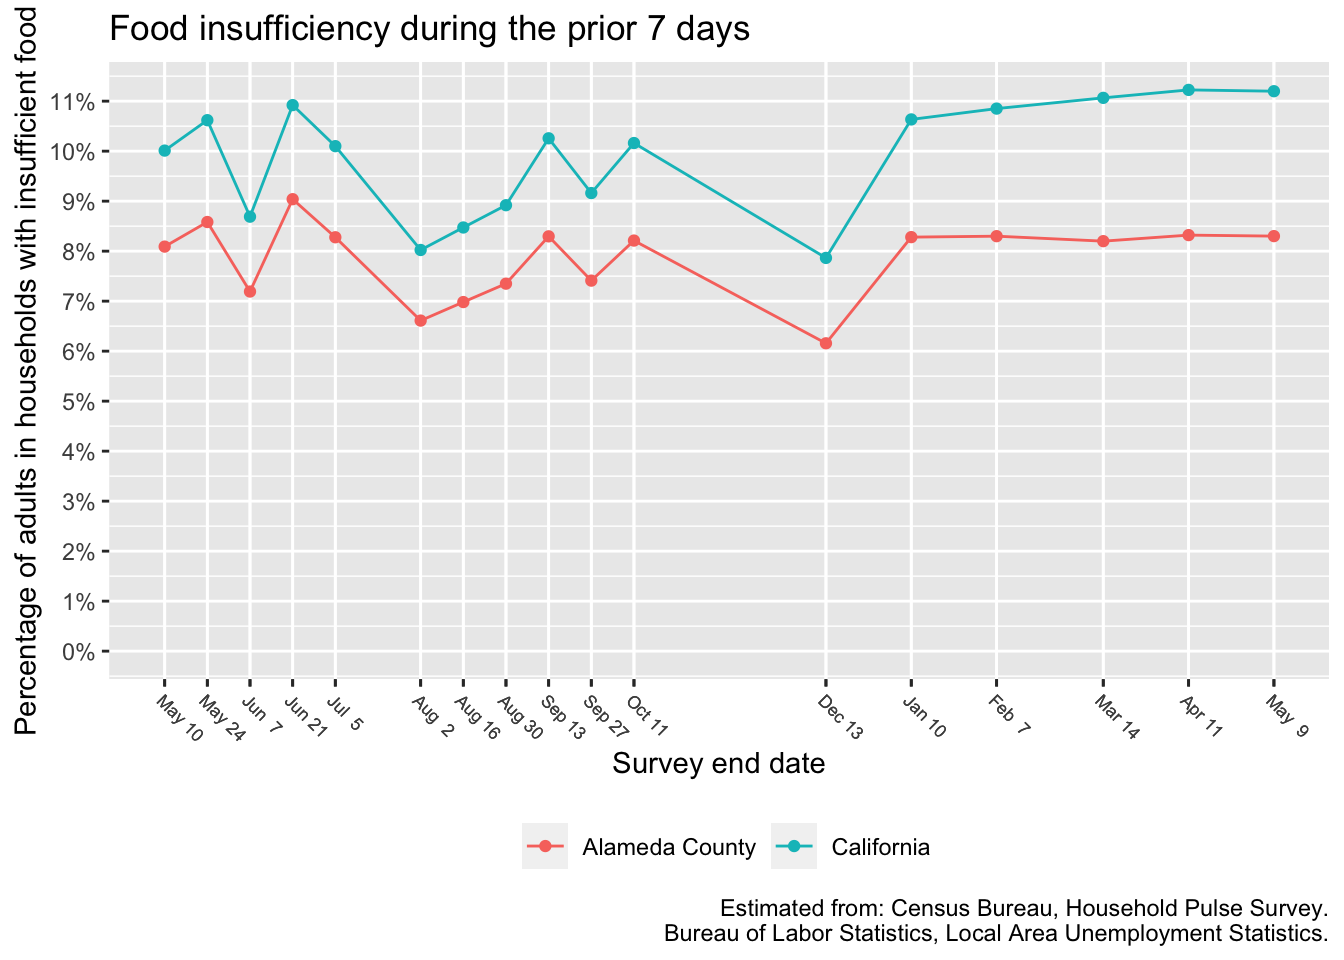 Food insufficiency during the prior 7 days
Percentage of adults in households with insufficient food
11%
10%
9%
8%
7%
6%
5%
4%
3%
2%
1%
0%
May 10
May 24
Jun 7
Jun 21
Jul 5
Aug 2
Aug 16
Aug 30
Sep 13
Sep 27
Oct 11
Dec 13
Jan 10
Feb 7
Mar 14
Apr 11
May 9
Survey end date
Alameda County
California
Estimated from: Census Bureau, Household Pulse Survey.
Bureau of Labor Statistics, Local Area Unemployment Statistics.